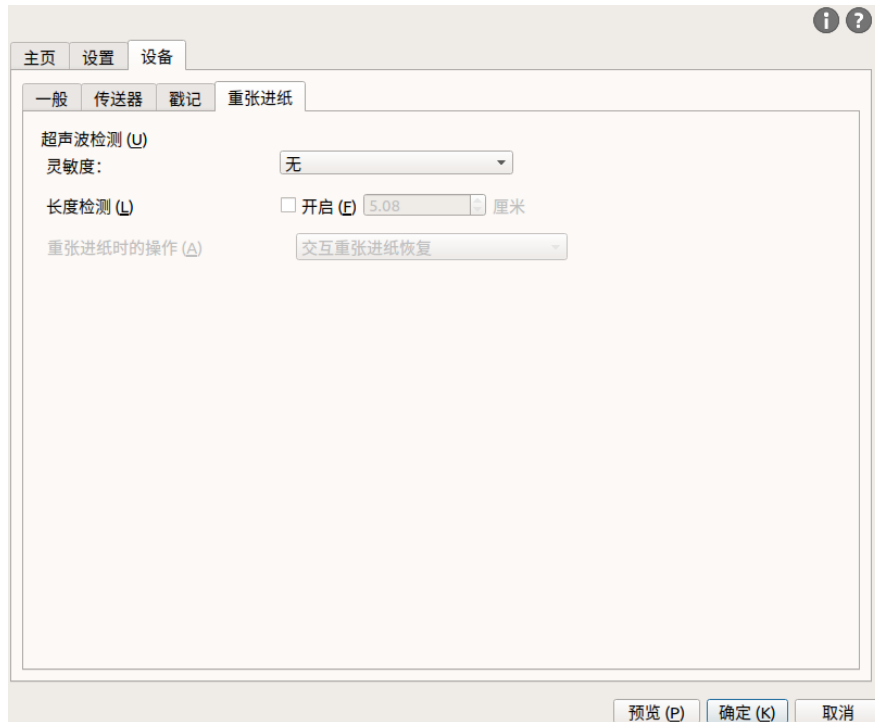 主页 设置 设备
一般 传送器 戳记 重张进纸
超声波检测 (U)
灵敏度: 无
长度检测 (L) 开启 (F) 5.08 厘米
重张进纸时的操作 (A) 交互重张进纸恢复
预览 (P) 确定 (K) 取消